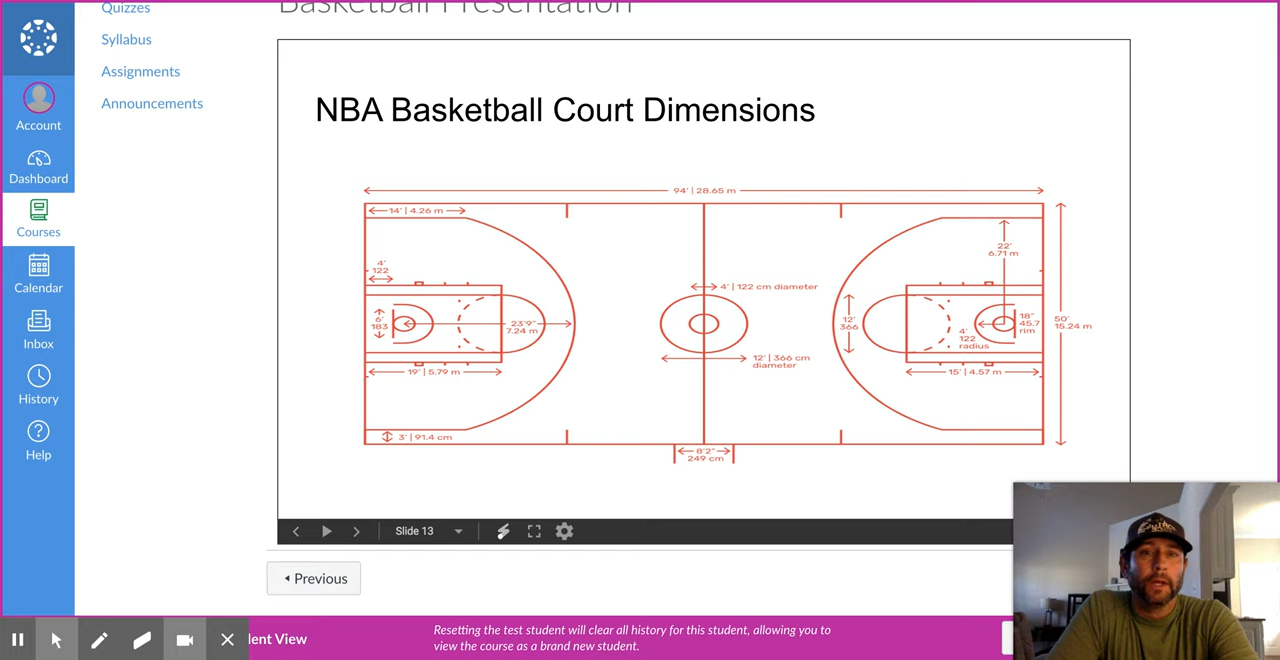 Basketball Presentation
Quizzes
Syllabus
Assignments
Announcements
Account
Dashboard
Courses
Calendar
Inbox
History
Help
NBA Basketball Court Dimensions
94' | 28.65 m
14' | 4.26 m
4'
122
6'
183
23'9"
7.24 m
19' | 5.79 m
3' | 91.4 cm
4' | 122 cm diameter
12' | 366 cm
diameter
8'2"
249 cm
12'
366
22'
6.71 m
18"
45.7
rim
4'
122
radius
15' | 4.57 m
50'
15.24 m
Slide 13
Previous
dent View
Resetting the test student will clear all history for this student, allowing you to
view the course as a brand new student.